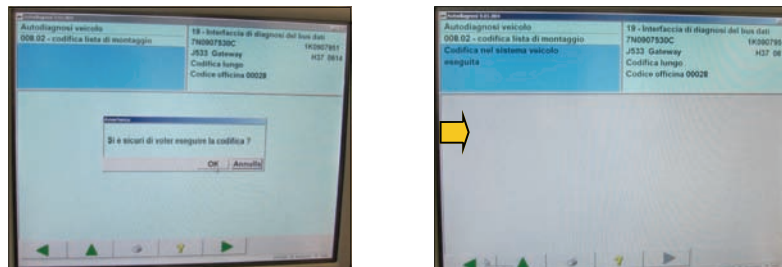 Autodiagnosi veicolo
008.02 - codifica lista di montaggio
19 - Interfaccia di diagnosi del bus dati
7N0907530C
1K0907951
J533 Gateway
H37 0614
Codifica lungo
Codice officina 00028
Si è sicuri di voler eseguire la codifica ?
OK
Annulla
Autodiagnosi veicolo
008.02 - codifica lista di montaggio
Codifica nel sistema veicolo
eseguita
19 - Interfaccia di diagnosi del bus dati
7N0907530C
J533 Gateway
Codifica lungo
Codice officina 00028